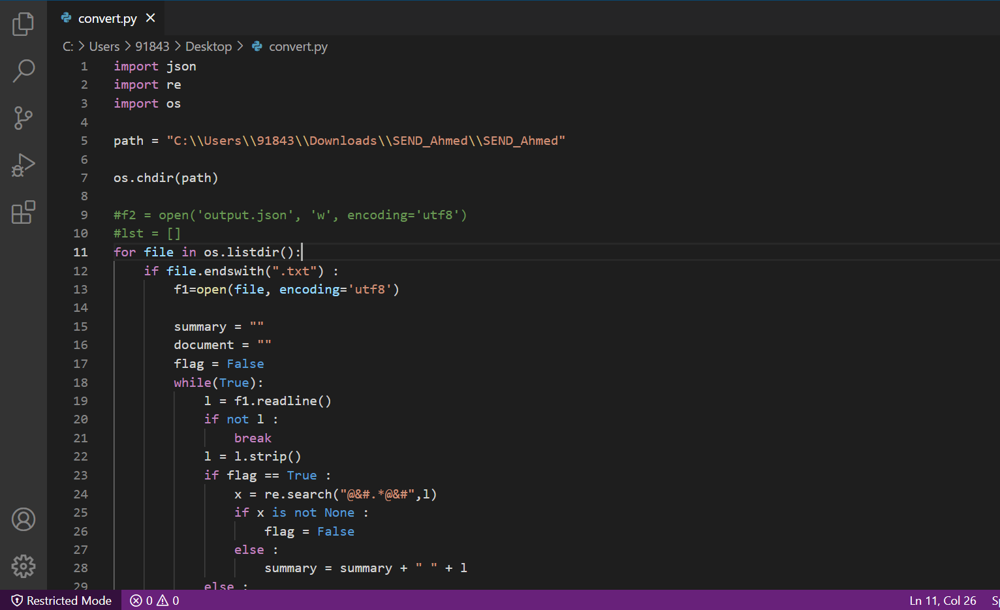 convert.py
C: > Users > 91843 > Desktop > convert.py
1 import json
2 import re
3 import os
4
5 path = "C:\\Users\\91843\\Downloads\\SEND_Ahmed\\SEND_Ahmed"
6
7 os.chdir(path)
8
9 #f2 = open('output.json', 'w', encoding='utf8')
10 #lst = []
11 for file in os.listdir():
12     if file.endswith(".txt") :
13         f1=open(file, encoding='utf8')
14
15         summary = ""
16         document = ""
17         flag = False
18         while(True):
19             l = f1.readline()
20             if not l :
21                 break
22             l = l.strip()
23             if flag == True :
24                 x = re.search("@&#.*@&#",l)
25                 if x is not None :
26                     flag = False
27                 else :
28                     summary = summary + " " + l
29             else :
Restricted Mode 0 0 Ln 11, Col 26